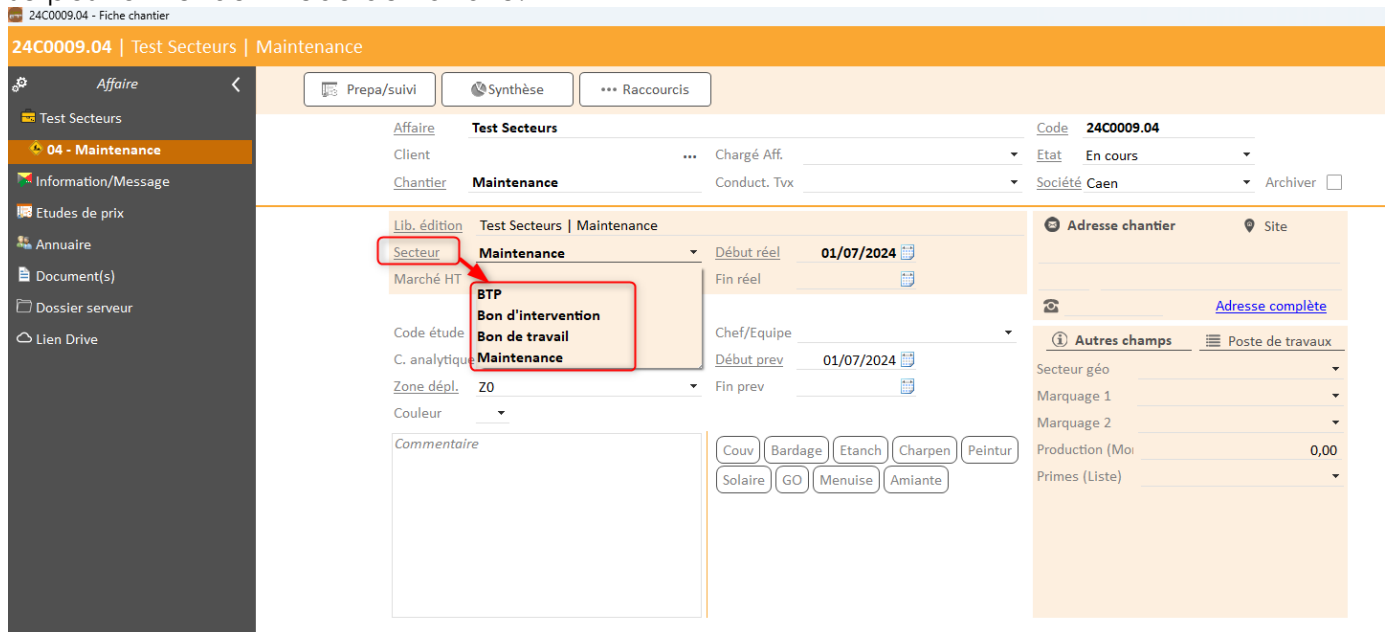 24C0009.04 - Fiche chantier
24C0009.04 | Test Secteurs | Maintenance
Affaire
Test Secteurs
04 - Maintenance
Information/Message
Etudes de prix
Annuaire
Document(s)
Dossier serveur
Lien Drive
Prepa/suivi Synthèse ••• Raccourcis
Affaire Test Secteurs Code 24C0009.04
Client ••• Chargé Aff. Etat En cours
Chantier Maintenance Conduct. Tvx Société Caen Archiver
Lib. édition Test Secteurs | Maintenance
Secteur Maintenance Début réel 01/07/2024
Marché HT Fin réel
BTP
Bon d'intervention
Bon de travail
Maintenance
Code étude Chef/Equipe
C. analytique Début prev 01/07/2024
Zone dépl. Z0 Fin prev
Couleur
Commentaire
Couv Bardage Etanch Charpen Peintur
Solaire GO Menuise Amiante
Adresse chantier Site
Adresse complète
Autres champs Poste de travaux
Secteur géo
Marquage 1
Marquage 2
Production (Mo 0,00
Primes (Liste)